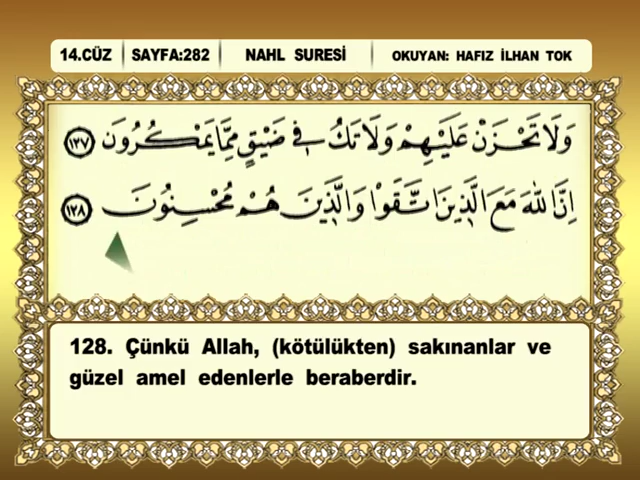 14.CÜZ SAYFA:282 NAHL SURESİ OKUYAN: HAFIZ İLHAN TOK
وَلَا تَحْزَنْ عَلَيْهِمْ وَلَا تَكُ فِي ضَيْقٍ مِمَّا يَمْكُرُونَ ١٢٧
اِنَّ اللّٰهَ مَعَ الَّذِينَ اتَّقَوْا وَالَّذِينَ هُمْ مُحْسِنُونَ ١٢٨
128. Çünkü Allah, (kötülükten) sakınanlar ve
güzel amel edenlerle beraberdir.